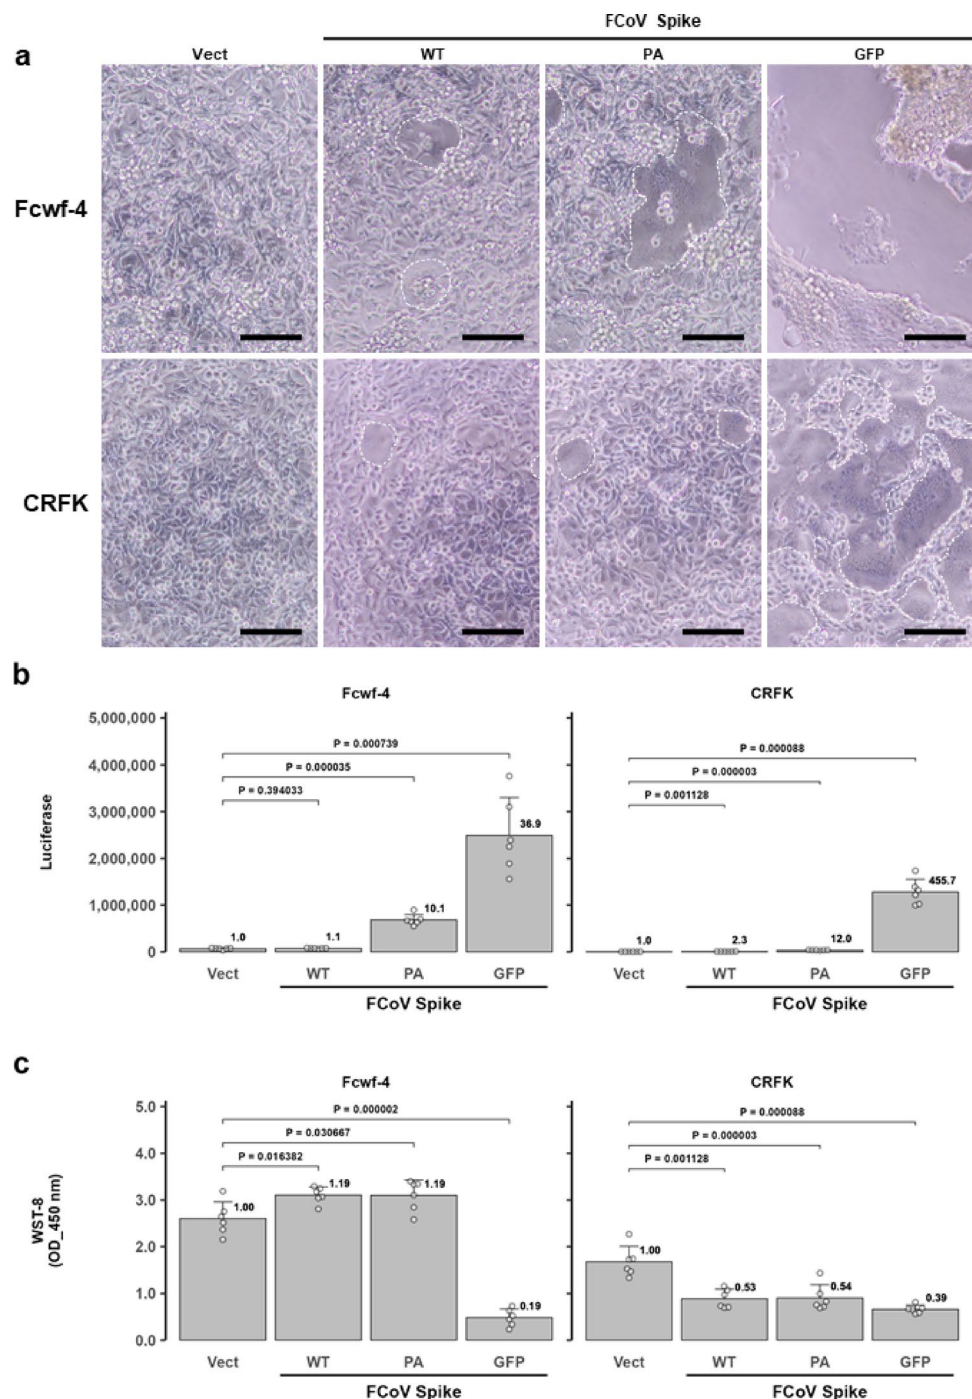 FCoV Spike
a
Vect WT PA GFP
Fcwf-4
CRFK
b
Fcwf-4 CRFK
Luciferase
5,000,000
4,000,000
3,000,000
2,000,000
1,000,000
0
P = 0.000739
P = 0.000035
P = 0.394033
1.0 1.1 10.1 36.9
Vect WT PA GFP
FCoV Spike
P = 0.000088
P = 0.000003
P = 0.001128
1.0 2.3 12.0 455.7
Vect WT PA GFP
FCoV Spike
c
Fcwf-4 CRFK
WST-8
(OD_450 nm)
5.0
4.0
3.0
2.0
1.0
0.0
P = 0.000002
P = 0.030667
P = 0.016382
1.00 1.19 1.19 0.19
Vect WT PA GFP
FCoV Spike
P = 0.000088
P = 0.000003
P = 0.001128
1.00 0.53 0.54 0.39
Vect WT PA GFP
FCoV Spike